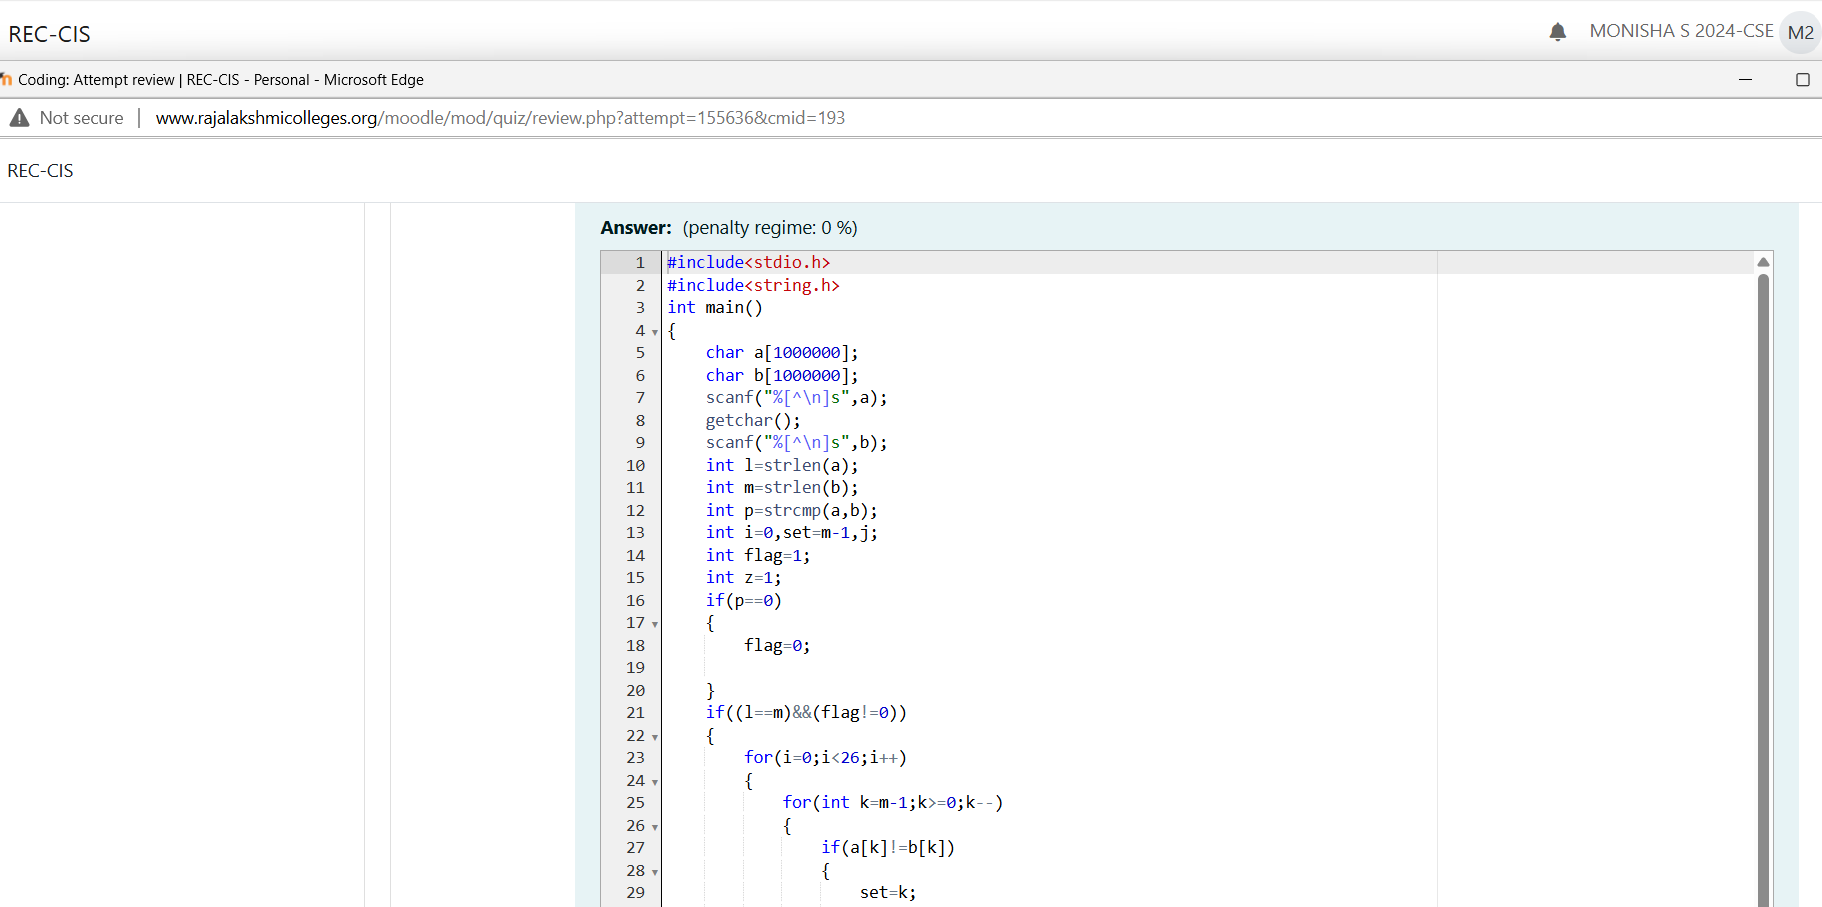 REC-CIS
MONISHA S 2024-CSE M2
Coding: Attempt review | REC-CIS - Personal - Microsoft Edge
Not secure | www.rajalakshmicolleges.org/moodle/mod/quiz/review.php?attempt=155636&cmid=193
REC-CIS
Answer: (penalty regime: 0 %)
1 #include<stdio.h>
2 #include<string.h>
3 int main()
4 {
5     char a[1000000];
6     char b[1000000];
7     scanf("%[^\n]s",a);
8     getchar();
9     scanf("%[^\n]s",b);
10     int l=strlen(a);
11     int m=strlen(b);
12     int p=strcmp(a,b);
13     int i=0,set=m-1,j;
14     int flag=1;
15     int z=1;
16     if(p==0)
17     {
18         flag=0;
19
20     }
21     if((l==m)&&(flag!=0))
22     {
23         for(i=0;i<26;i++)
24         {
25             for(int k=m-1;k>=0;k--)
26             {
27                 if(a[k]!=b[k])
28                 {
29                     set=k;